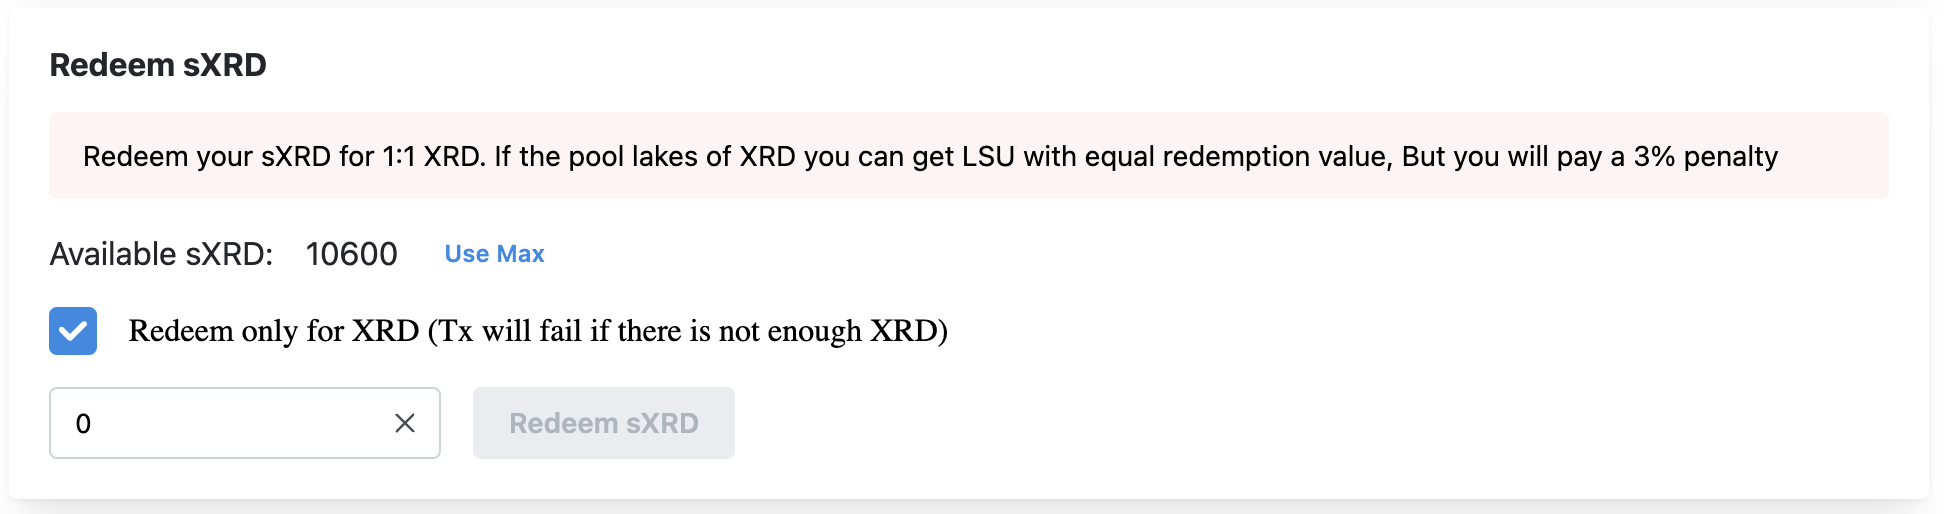 Redeem sXRD
Redeem your sXRD for 1:1 XRD. If the pool lakes of XRD you can get LSU with equal redemption value, But you will pay a 3% penalty
Available sXRD: 10600 Use Max
Redeem only for XRD (Tx will fail if there is not enough XRD)
0 Redeem sXRD